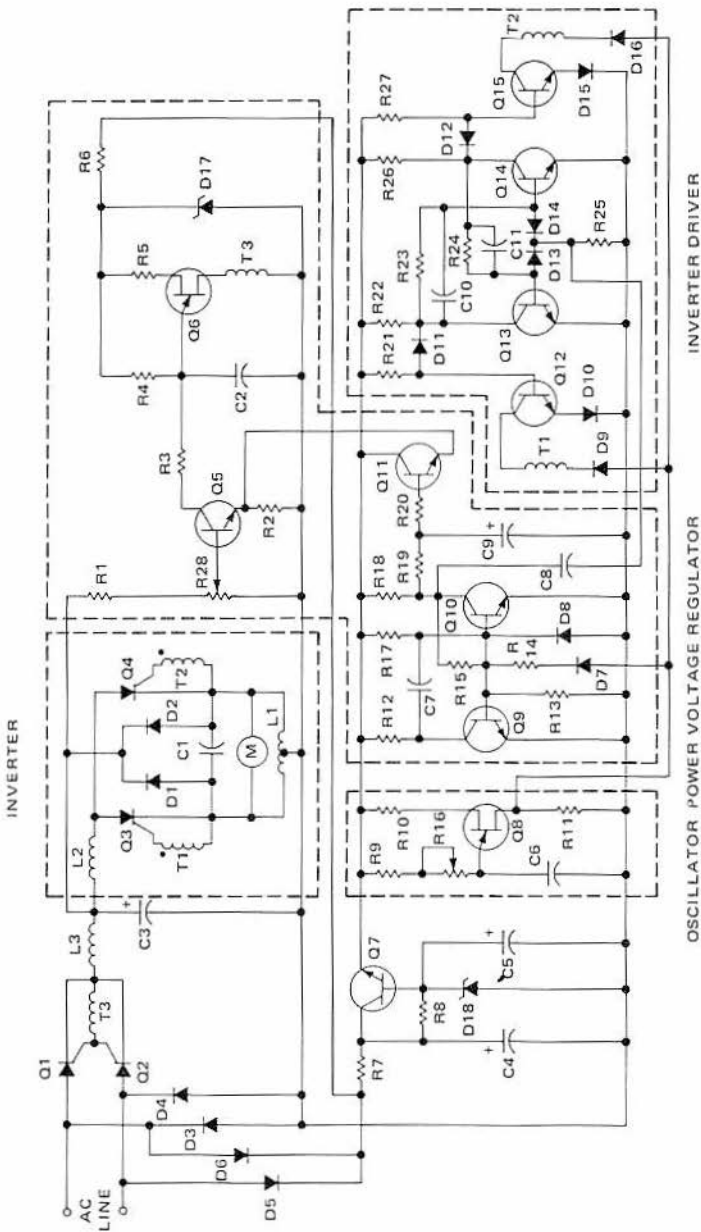 INVERTER
AC
LINE
Q1
Q2
T3
L3
C3
L2
Q3
T1
D1
D2
C1
M
L1
Q4
T2
D4
D3
D6
D5
R1
R28
Q5
R2
R3
R4
C2
Q6
R5
T3
D17
R6
R7
C4
R8
D18
C5
Q7
R9
R16
C6
R10
Q8
R11
R12
C7
Q9
R13
R15
R
14
D7
R17
D8
Q10
R18
R19
C8
C9
R20
Q11
T1
D9
D10
Q12
R21
D11
R22
Q13
C10
R23
R24
C11
D13
D14
R25
Q14
R26
D12
R27
Q15
D15
T2
D16
OSCILLATOR POWER VOLTAGE REGULATOR
INVERTER DRIVER